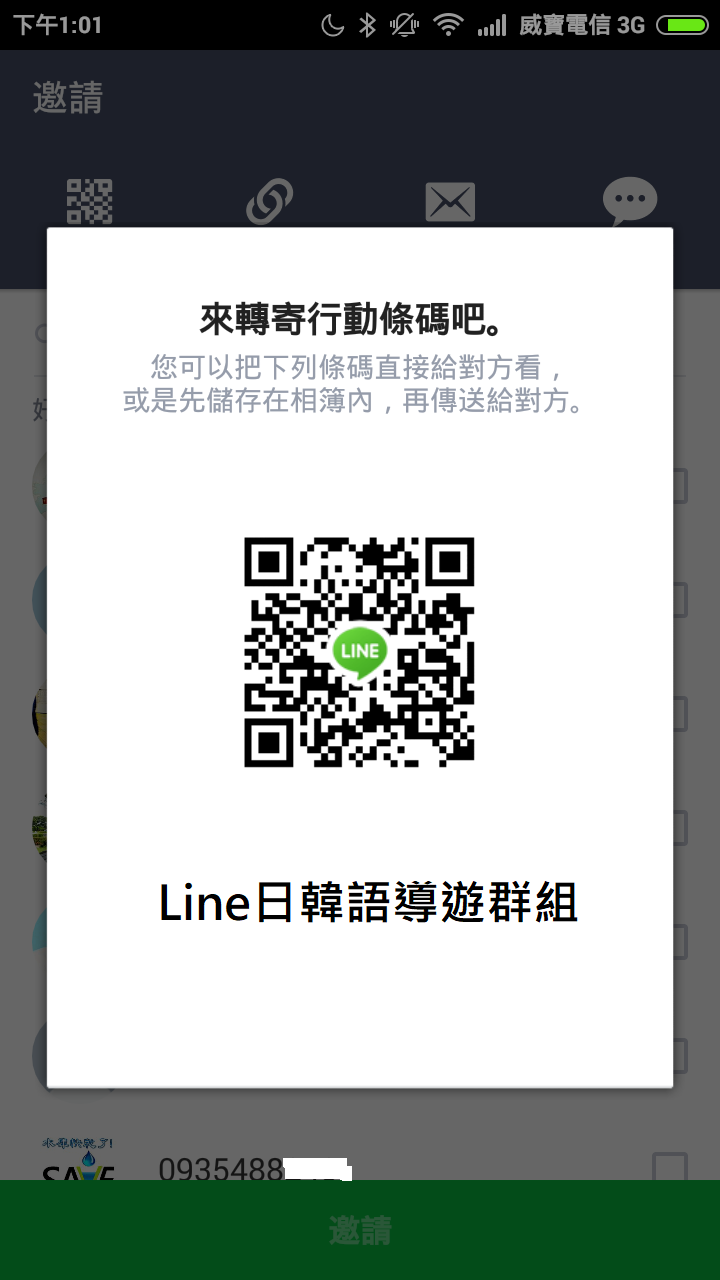 下午1:01 威寶電信 3G
邀請
來轉寄行動條碼吧。
您可以把下列條碼直接給對方看，
或是先儲存在相簿內，再傳送給對方。
LINE
Line日韓語導遊群組
0935488
邀請